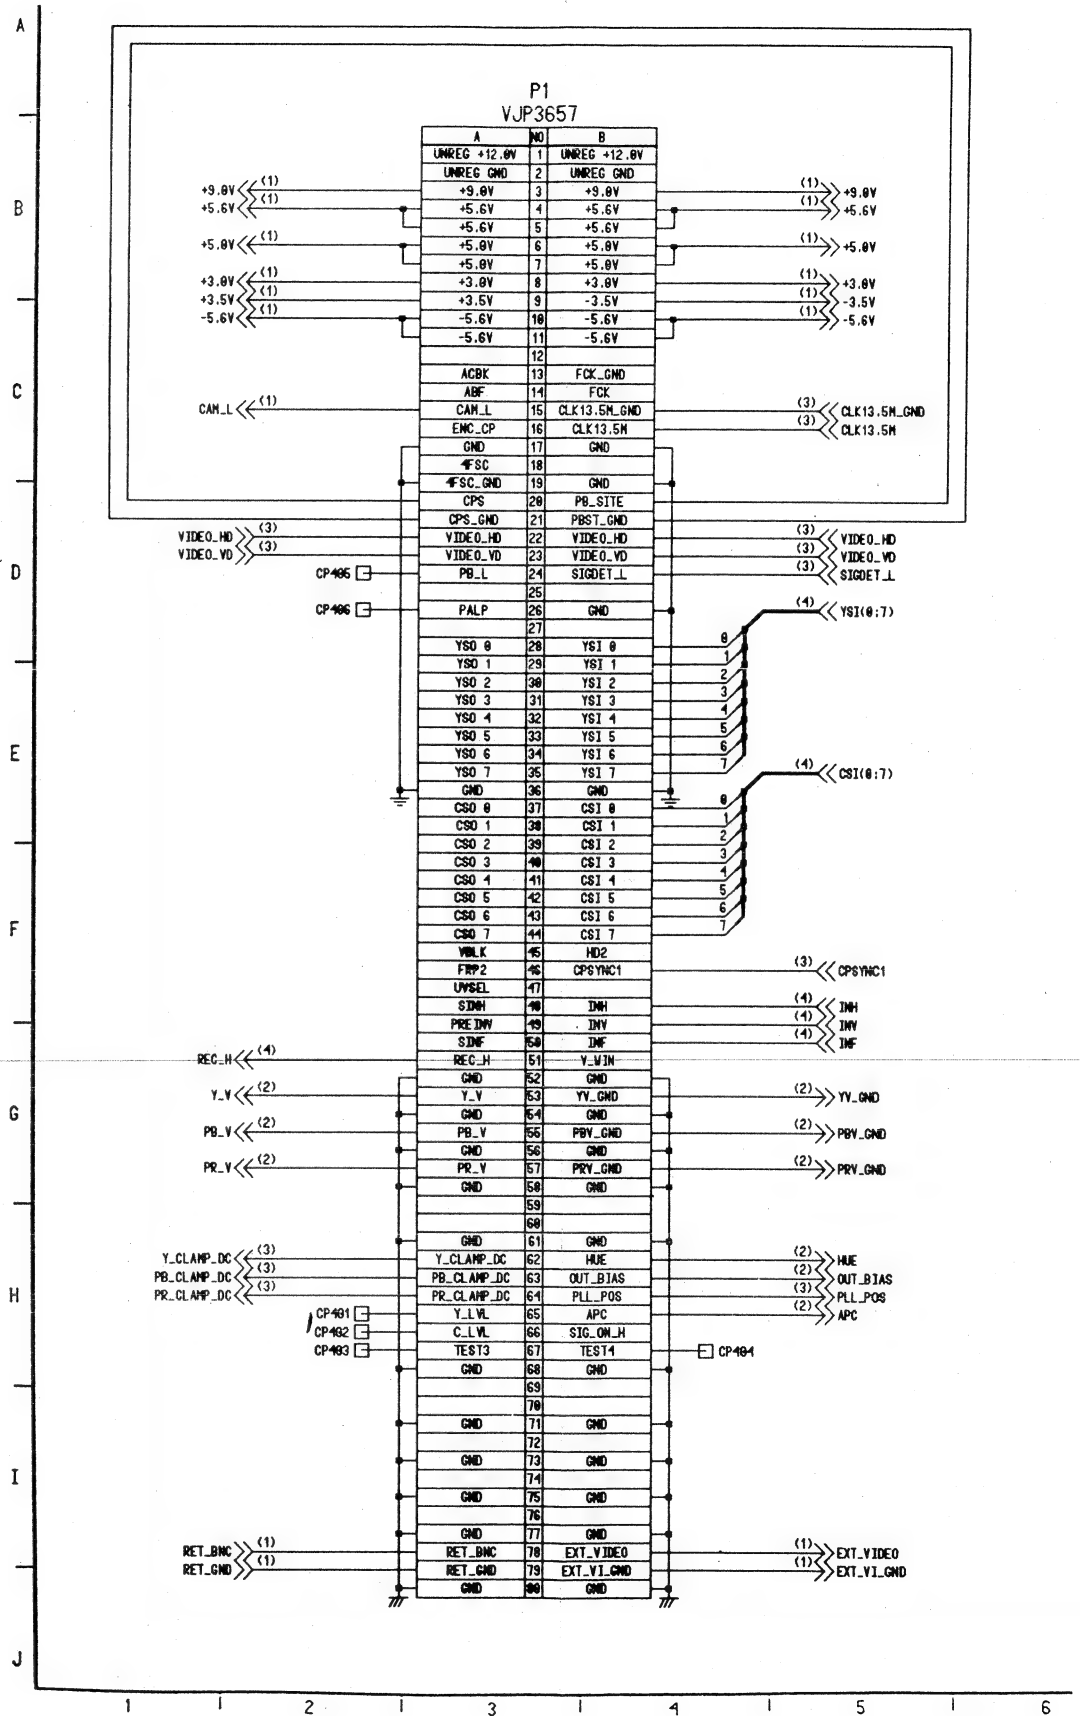 A
P1
VJP3657
A NO B
UNREG +12.0V 1 UNREG +12.0V
UNREG GND 2 UNREG GND
+9.0V (1) +9.0V 3 +9.0V (1) +9.0V
B +5.6V (1) +5.6V 4 +5.6V (1) +5.6V
+5.6V 5 +5.6V
+5.0V (1) +5.0V 6 +5.0V (1) +5.0V
+5.0V 7 +5.0V
+3.0V (1) +3.0V 8 +3.0V (1) +3.0V
+3.5V (1) +3.5V 9 -3.5V (1) -3.5V
-5.6V (1) -5.6V 10 -5.6V (1) -5.6V
-5.6V 11 -5.6V
12
ACBK 13 FCK_GND
C ABF 14 FCK
CAM_L (1) CAM_L 15 CLK13.5M_GND (3) CLK13.5M_GND
ENC_CP 16 CLK13.5M (3) CLK13.5M
GND 17 GND
4FSC 18
4FSC_GND 19 GND
CPS 20 PB_SITE
CPS_GND 21 PBST_GND
VIDEO_HD (3) VIDEO_HD 22 VIDEO_HD (3) VIDEO_HD
VIDEO_VD (3) VIDEO_VD 23 VIDEO_VD (3) VIDEO_VD
D CP405 PB_L 24 SIGDET_L (3) SIGDET_L
25
CP406 PALP 26 GND (4) YSI(0:7)
27
YSO 0 28 YSI 0 0
YSO 1 29 YSI 1 1
YSO 2 30 YSI 2 2
YSO 3 31 YSI 3 3
YSO 4 32 YSI 4 4
YSO 5 33 YSI 5 5
E YSO 6 34 YSI 6 6
YSO 7 35 YSI 7 7 (4) CSI(0:7)
GND 36 GND
CSO 0 37 CSI 0 0
CSO 1 38 CSI 1 1
CSO 2 39 CSI 2 2
CSO 3 40 CSI 3 3
CSO 4 41 CSI 4 4
CSO 5 42 CSI 5 5
CSO 6 43 CSI 6 6
F CSO 7 44 CSI 7 7
VBLK 45 HD2
FRP2 46 CPSYNC1 (3) CPSYNC1
UVSEL 47
SINH 48 INH (4) INH
PREINV 49 INV (4) INV
SINF 50 INF (4) INF
REC_H (4) REC_H 51 Y_WIN
GND 52 GND
Y_V (2) Y_V 53 YV_GND (2) YV_GND
G GND 54 GND
PB_V (2) PB_V 55 PBV_GND (2) PBV_GND
GND 56 GND
PR_V (2) PR_V 57 PRV_GND (2) PRV_GND
GND 58 GND
59
60
GND 61 GND
Y_CLAMP_DC (3) Y_CLAMP_DC 62 HUE (2) HUE
PB_CLAMP_DC (3) PB_CLAMP_DC 63 OUT_BIAS (2) OUT_BIAS
H PR_CLAMP_DC (3) PR_CLAMP_DC 64 PLL_POS (3) PLL_POS
CP401 Y_LVL 65 APC (2) APC
CP402 C_LVL 66 SIG_ON_H
CP403 TEST3 67 TEST4 CP404
GND 68 GND
69
70
GND 71 GND
72
GND 73 GND
I 74
GND 75 GND
76
GND 77 GND
RET_BNC (1) RET_BNC 78 EXT_VIDEO (1) EXT_VIDEO
RET_GND (1) RET_GND 79 EXT_VI_GND (1) EXT_VI_GND
GND 80 GND
J
1 2 3 4 5 6